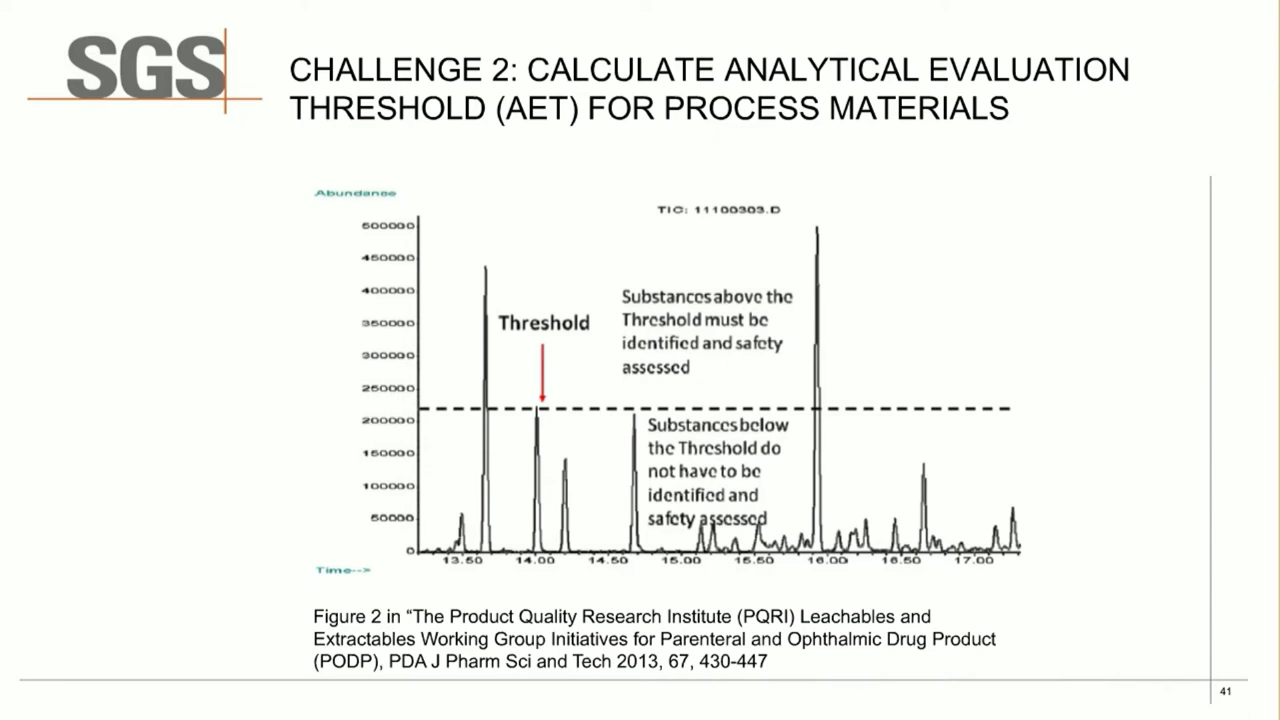 SGS
CHALLENGE 2: CALCULATE ANALYTICAL EVALUATION
THRESHOLD (AET) FOR PROCESS MATERIALS
Abundance
TIC: 11100303.D
500000
450000
400000
350000
300000
250000
200000
150000
100000
50000
0
Threshold
Substances above the
Threshold must be
identified and safety
assessed
Substances below
the Threshold do
not have to be
identified and
safety assessed
13.50 14.00 14.50 15.00 15.50 16.00 16.50 17.00
Time-->
Figure 2 in “The Product Quality Research Institute (PQRI) Leachables and
Extractables Working Group Initiatives for Parenteral and Ophthalmic Drug Product
(PODP), PDA J Pharm Sci and Tech 2013, 67, 430-447
41